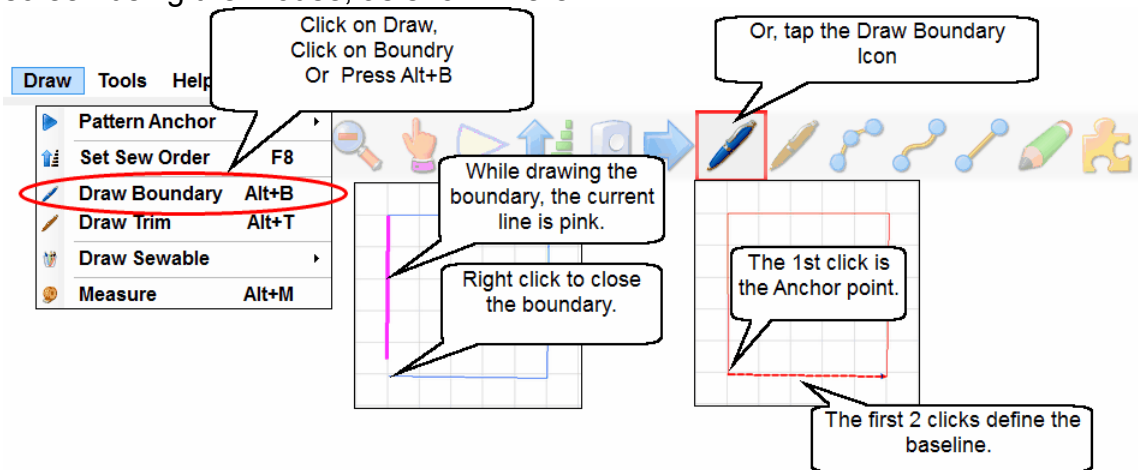 Click on Draw,
Click on Boundry
Or Press Alt+B
Or, tap the Draw Boundary
Icon
Draw Tools Help
Pattern Anchor
Set Sew Order F8
Draw Boundary Alt+B
Draw Trim Alt+T
Draw Sewable
Measure Alt+M
While drawing the
boundary, the current
line is pink.
Right click to close
the boundary.
The 1st click is
the Anchor point.
The first 2 clicks define the
baseline.